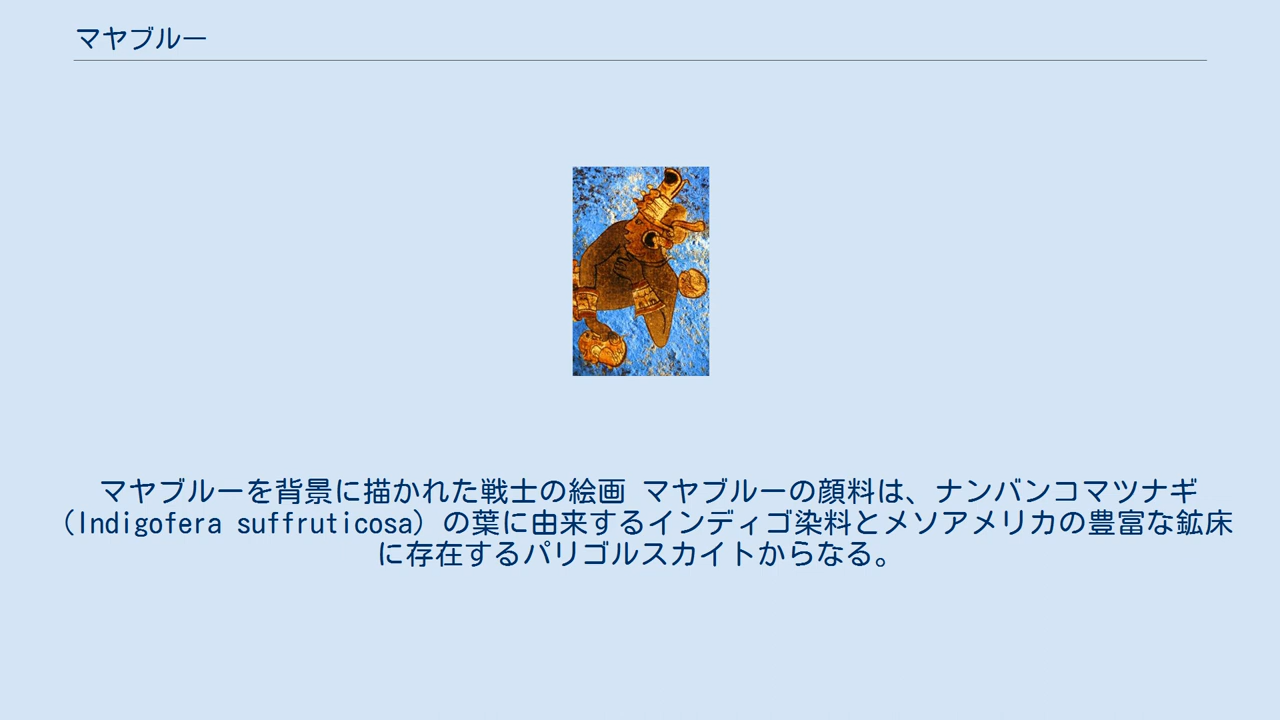 マヤブルー
マヤブルーを背景に描かれた戦士の絵画 マヤブルーの顔料は、ナンバンコマツナギ
（Indigofera suffruticosa）の葉に由来するインディゴ染料とメソアメリカの豊富な鉱床
に存在するパリゴルスカイトからなる。